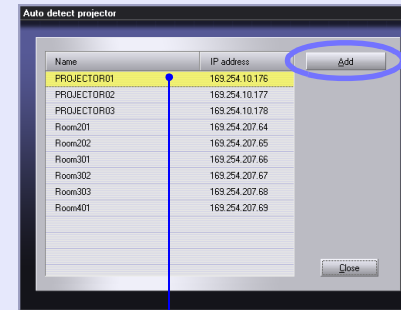 Auto detect projector
Name IP address Add
PROJECTOR01 169.254.10.176
PROJECTOR02 169.254.10.177
PROJECTOR03 169.254.10.178
Room201 169.254.207.64
Room202 169.254.207.65
Room301 169.254.207.66
Room302 169.254.207.67
Room303 169.254.207.68
Room401 169.254.207.69
Close